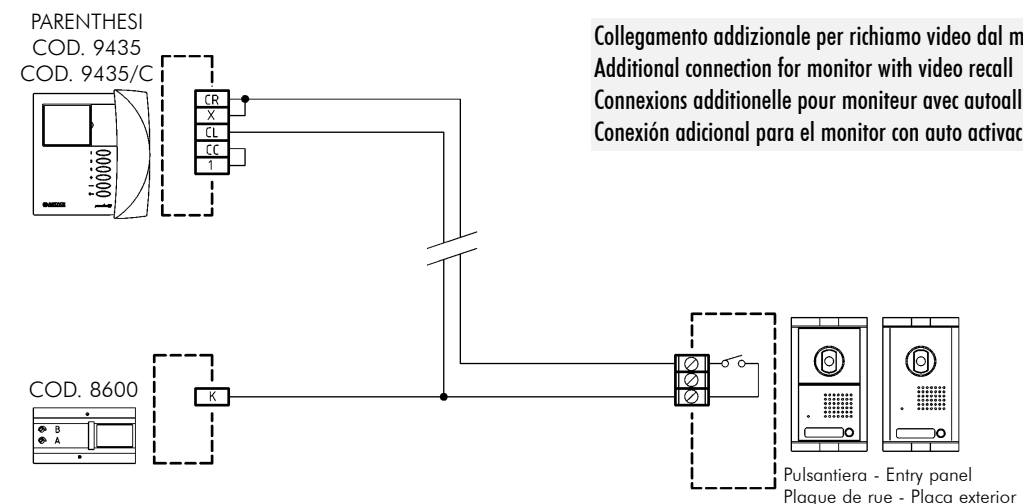 PARENTHESI
COD. 9435
COD. 9435/C
Collegamento addizionale per richiamo video dal m
Additional connection for monitor with video recall
Connexions additionelle pour moniteur avec autoall
Conexión adicional para el monitor con auto activac
CR
X
CL
CC
1
COD. 8600
B
A
K
Pulsantiera - Entry panel
Plaque de rue - Placa exterior